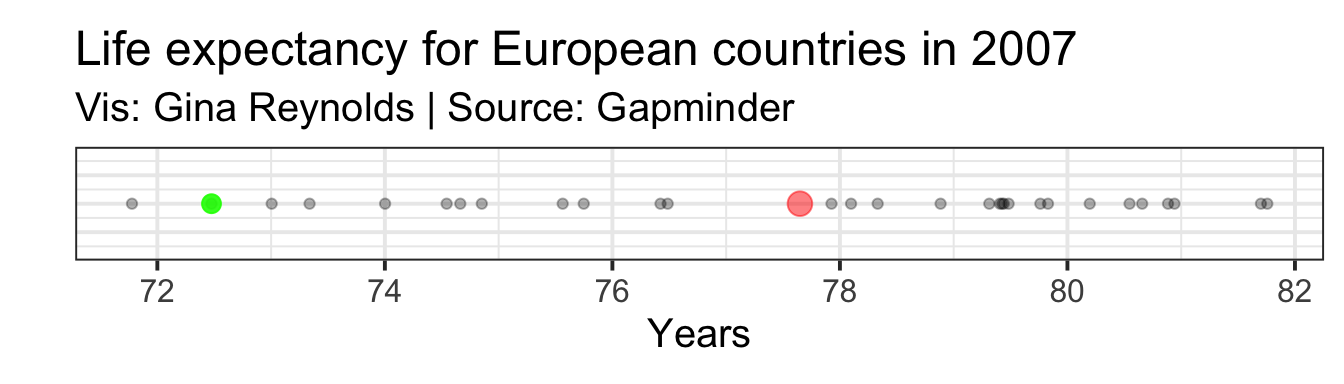 Life expectancy for European countries in 2007
Vis: Gina Reynolds | Source: Gapminder
72 74 76 78 80 82
Years